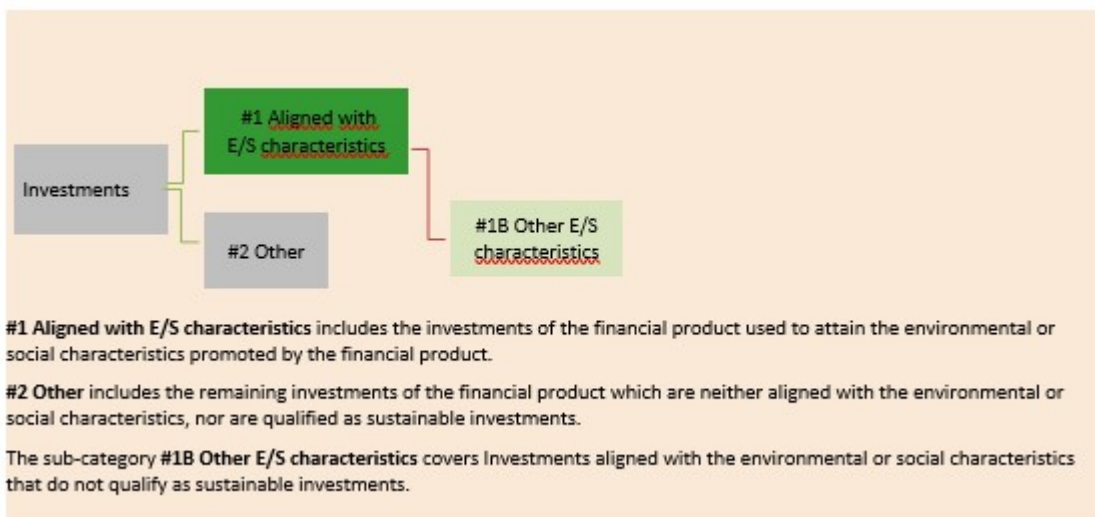 #1 Aligned with
E/S characteristics
Investments
#2 Other
#1B Other E/S
characteristics
#1 Aligned with E/S characteristics includes the investments of the financial product used to attain the environmental or
social characteristics promoted by the financial product.
#2 Other includes the remaining investments of the financial product which are neither aligned with the environmental or
social characteristics, nor are qualified as sustainable investments.
The sub-category #1B Other E/S characteristics covers Investments aligned with the environmental or social characteristics
that do not qualify as sustainable investments.